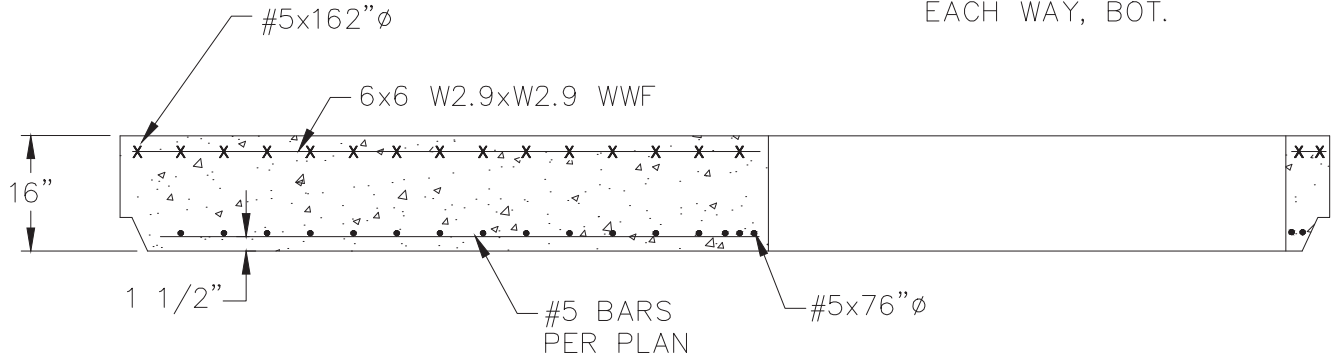 EACH WAY, BOT.
#5x162"ø
6x6 W2.9xW2.9 WWF
16"
1 1/2"
#5 BARS
PER PLAN
#5x76"ø